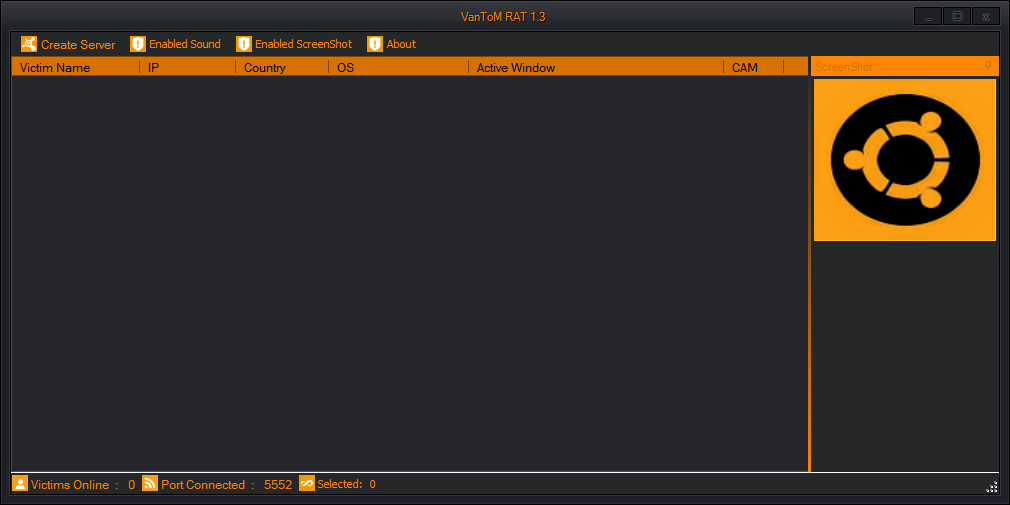 VanToM RAT 1.3
Create Server Enabled Sound Enabled ScreenShot About
Victim Name IP Country OS Active Window CAM ScreenShot
Victims Online : 0 Port Connected : 5552 Selected: 0